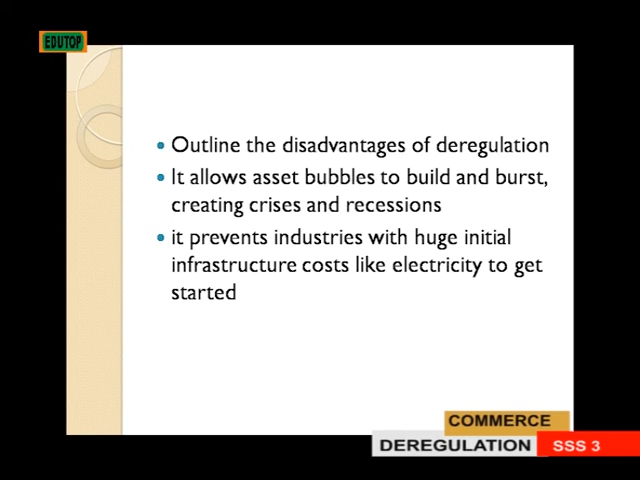 EDUTOP
Outline the disadvantages of deregulation
It allows asset bubbles to build and burst,
creating crises and recessions
it prevents industries with huge initial
infrastructure costs like electricity to get
started
COMMERCE
DEREGULATION SSS 3